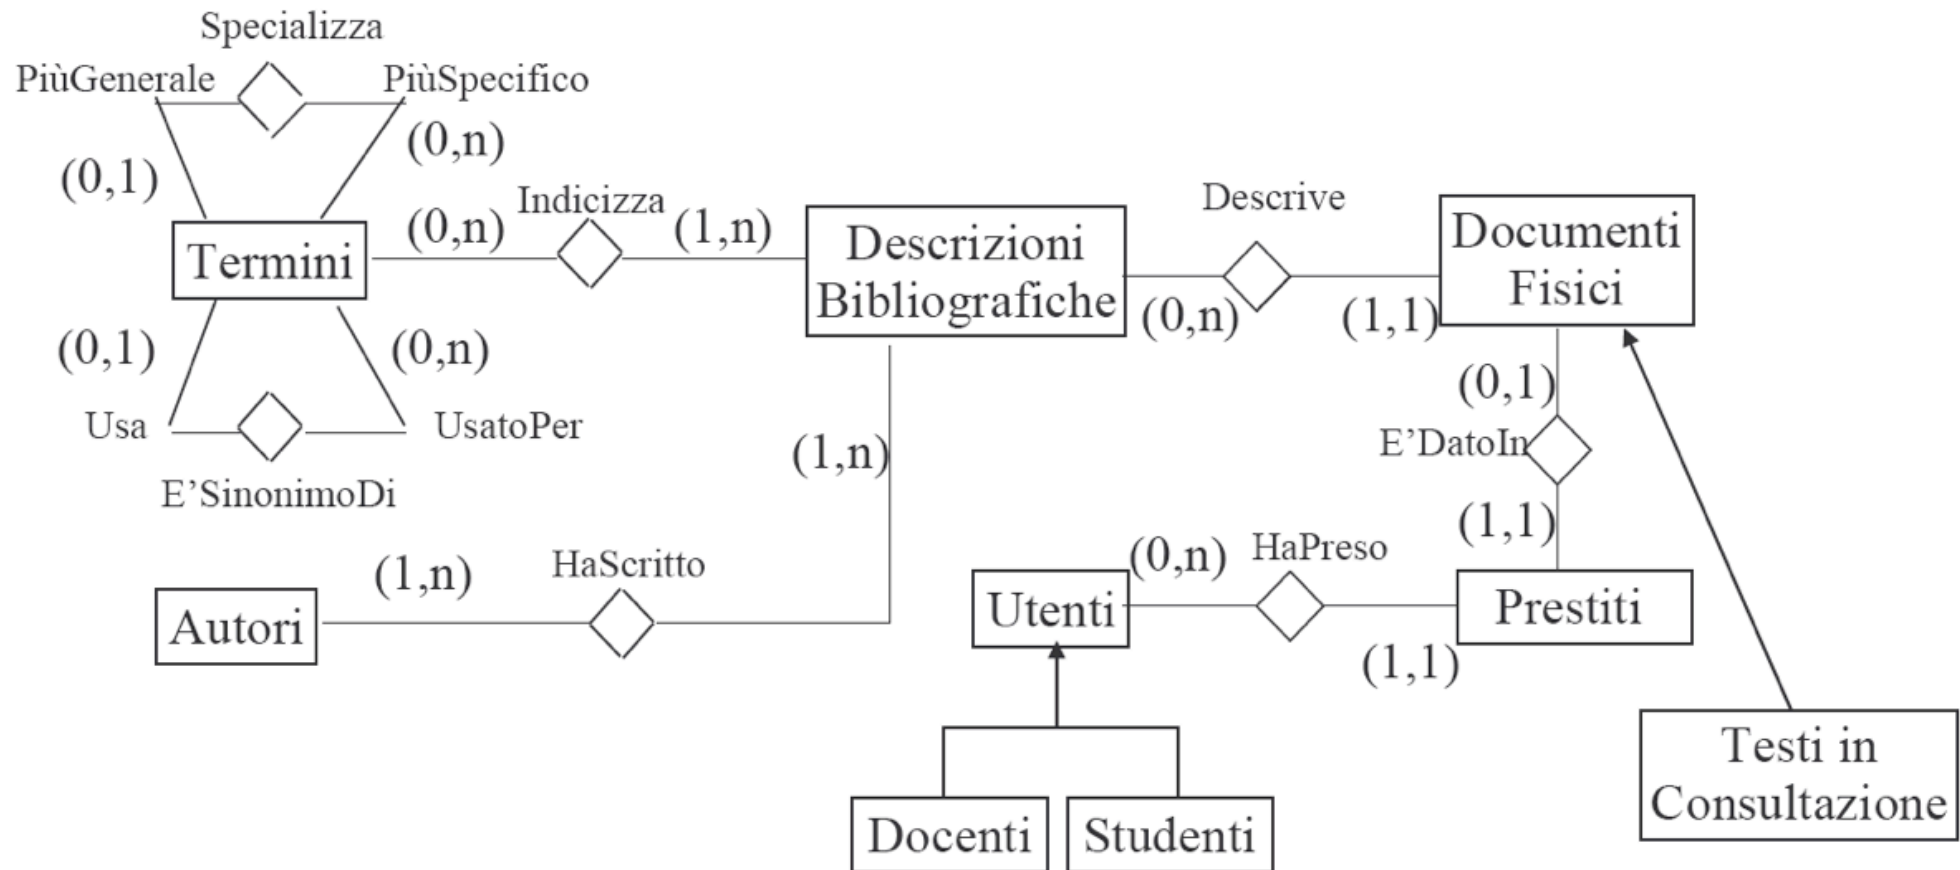 Specializza
PiùGenerale
PiùSpecifico
(0,1)
(0,n)
Termini
(0,n)
Indicizza
(1,n)
Descrizioni
Bibliografiche
Descrive
(0,n)
(1,1)
Documenti
Fisici
(0,1)
(0,n)
Usa
UsatoPer
E'SinonimoDi
(1,n)
(0,1)
E'DatoIn
(1,1)
Autori
(1,n)
HaScritto
Utenti
(0,n)
HaPreso
(1,1)
Prestiti
Docenti
Studenti
Testi in
Consultazione